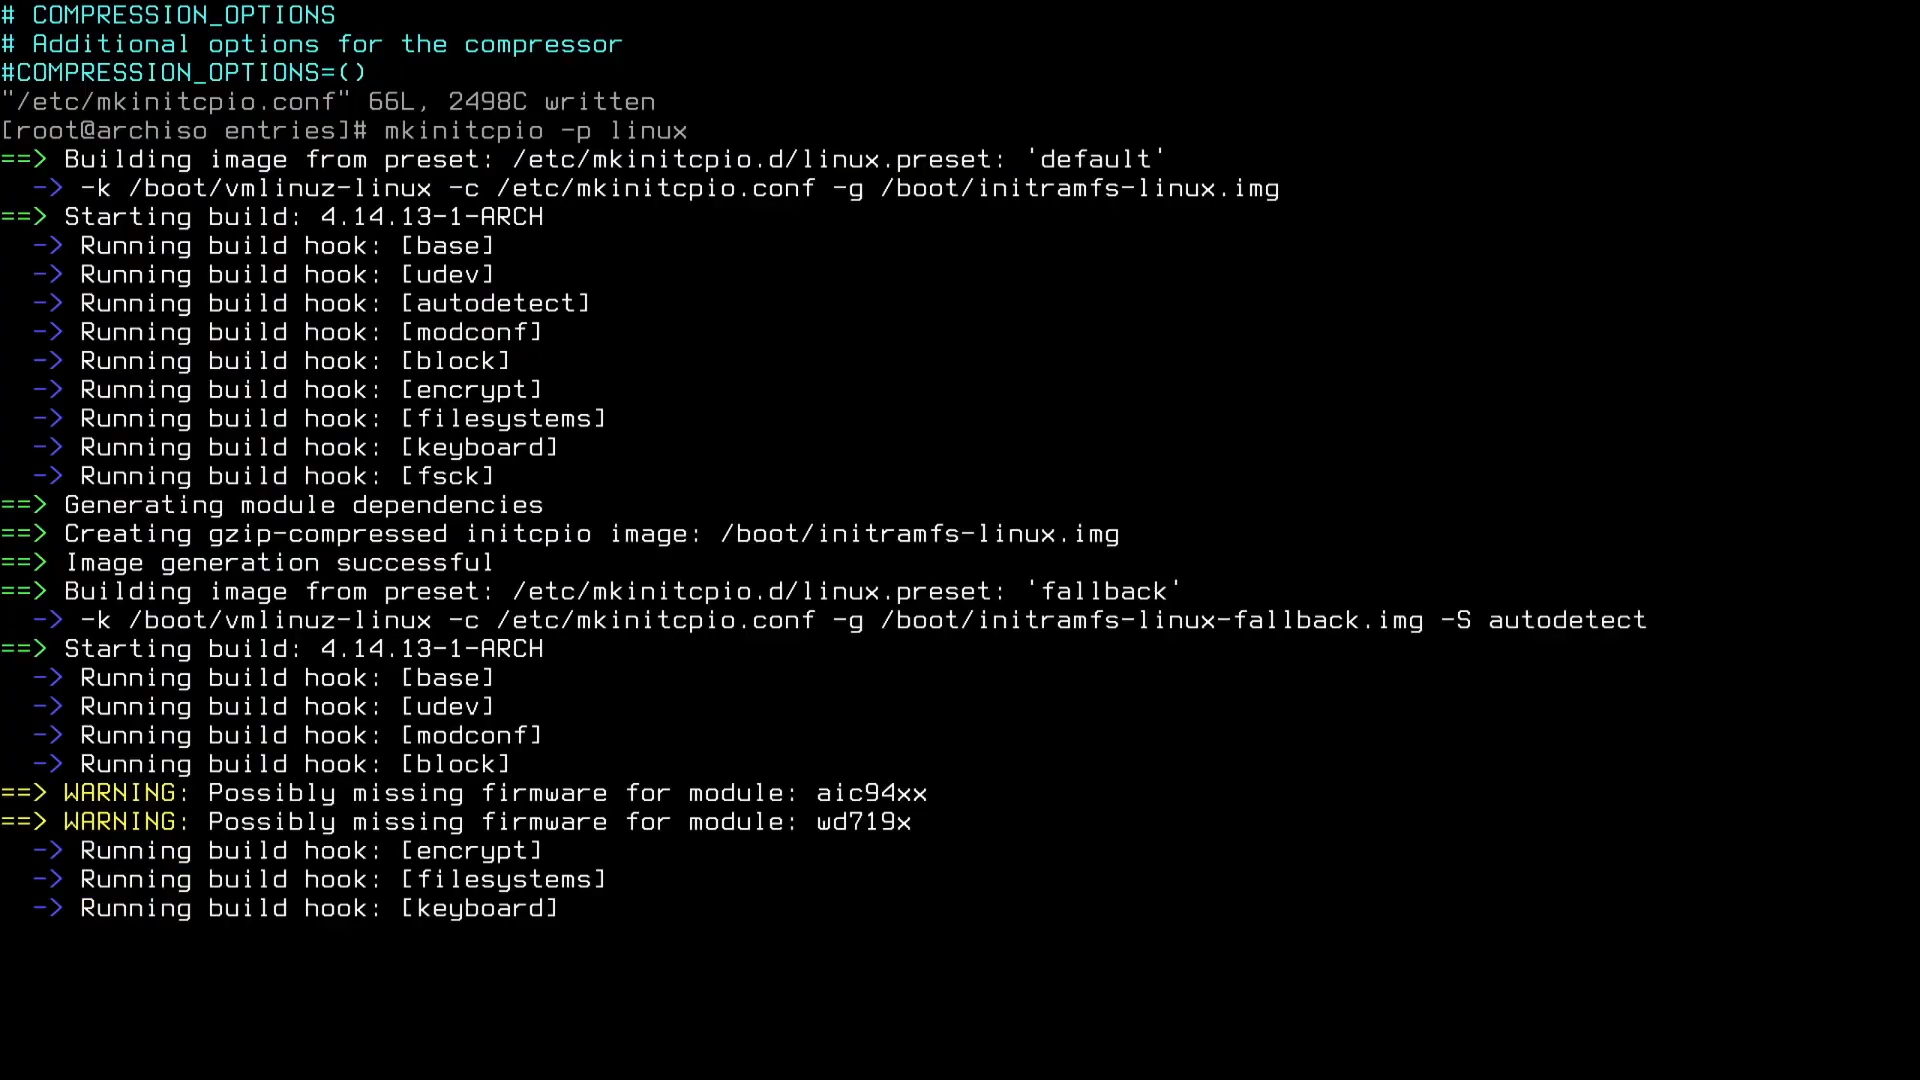 # COMPRESSION_OPTIONS
# Additional options for the compressor
#COMPRESSION_OPTIONS=()
"/etc/mkinitcpio.conf" 66L, 2498C written
[root@archiso entries]# mkinitcpio -p linux
==> Building image from preset: /etc/mkinitcpio.d/linux.preset: 'default'
  -> -k /boot/vmlinuz-linux -c /etc/mkinitcpio.conf -g /boot/initramfs-linux.img
==> Starting build: 4.14.13-1-ARCH
  -> Running build hook: [base]
  -> Running build hook: [udev]
  -> Running build hook: [autodetect]
  -> Running build hook: [modconf]
  -> Running build hook: [block]
  -> Running build hook: [encrypt]
  -> Running build hook: [filesystems]
  -> Running build hook: [keyboard]
  -> Running build hook: [fsck]
==> Generating module dependencies
==> Creating gzip-compressed initcpio image: /boot/initramfs-linux.img
==> Image generation successful
==> Building image from preset: /etc/mkinitcpio.d/linux.preset: 'fallback'
  -> -k /boot/vmlinuz-linux -c /etc/mkinitcpio.conf -g /boot/initramfs-linux-fallback.img -S autodetect
==> Starting build: 4.14.13-1-ARCH
  -> Running build hook: [base]
  -> Running build hook: [udev]
  -> Running build hook: [modconf]
  -> Running build hook: [block]
==> WARNING: Possibly missing firmware for module: aic94xx
==> WARNING: Possibly missing firmware for module: wd719x
  -> Running build hook: [encrypt]
  -> Running build hook: [filesystems]
  -> Running build hook: [keyboard]